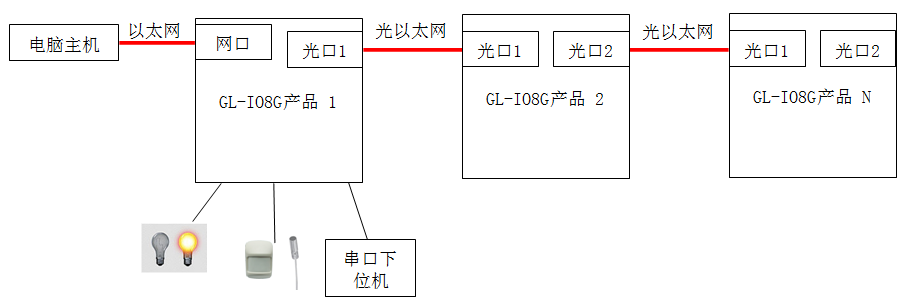 电脑主机
以太网
网口
光口1
GL-I08G产品 1
光以太网
光口1
光口2
GL-I08G产品 2
光以太网
光口1
光口2
GL-I08G产品 N
串口下
位机